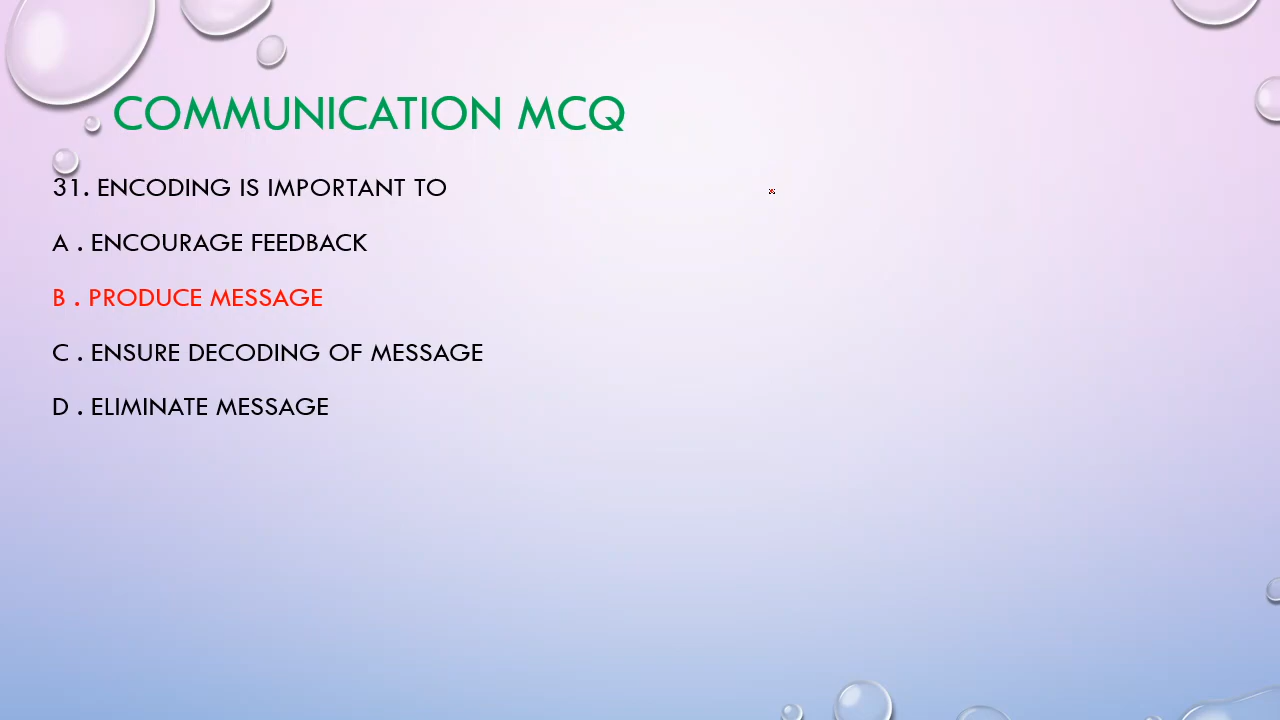 COMMUNICATION MCQ
31. ENCODING IS IMPORTANT TO
A . ENCOURAGE FEEDBACK
B . PRODUCE MESSAGE
C . ENSURE DECODING OF MESSAGE
D . ELIMINATE MESSAGE